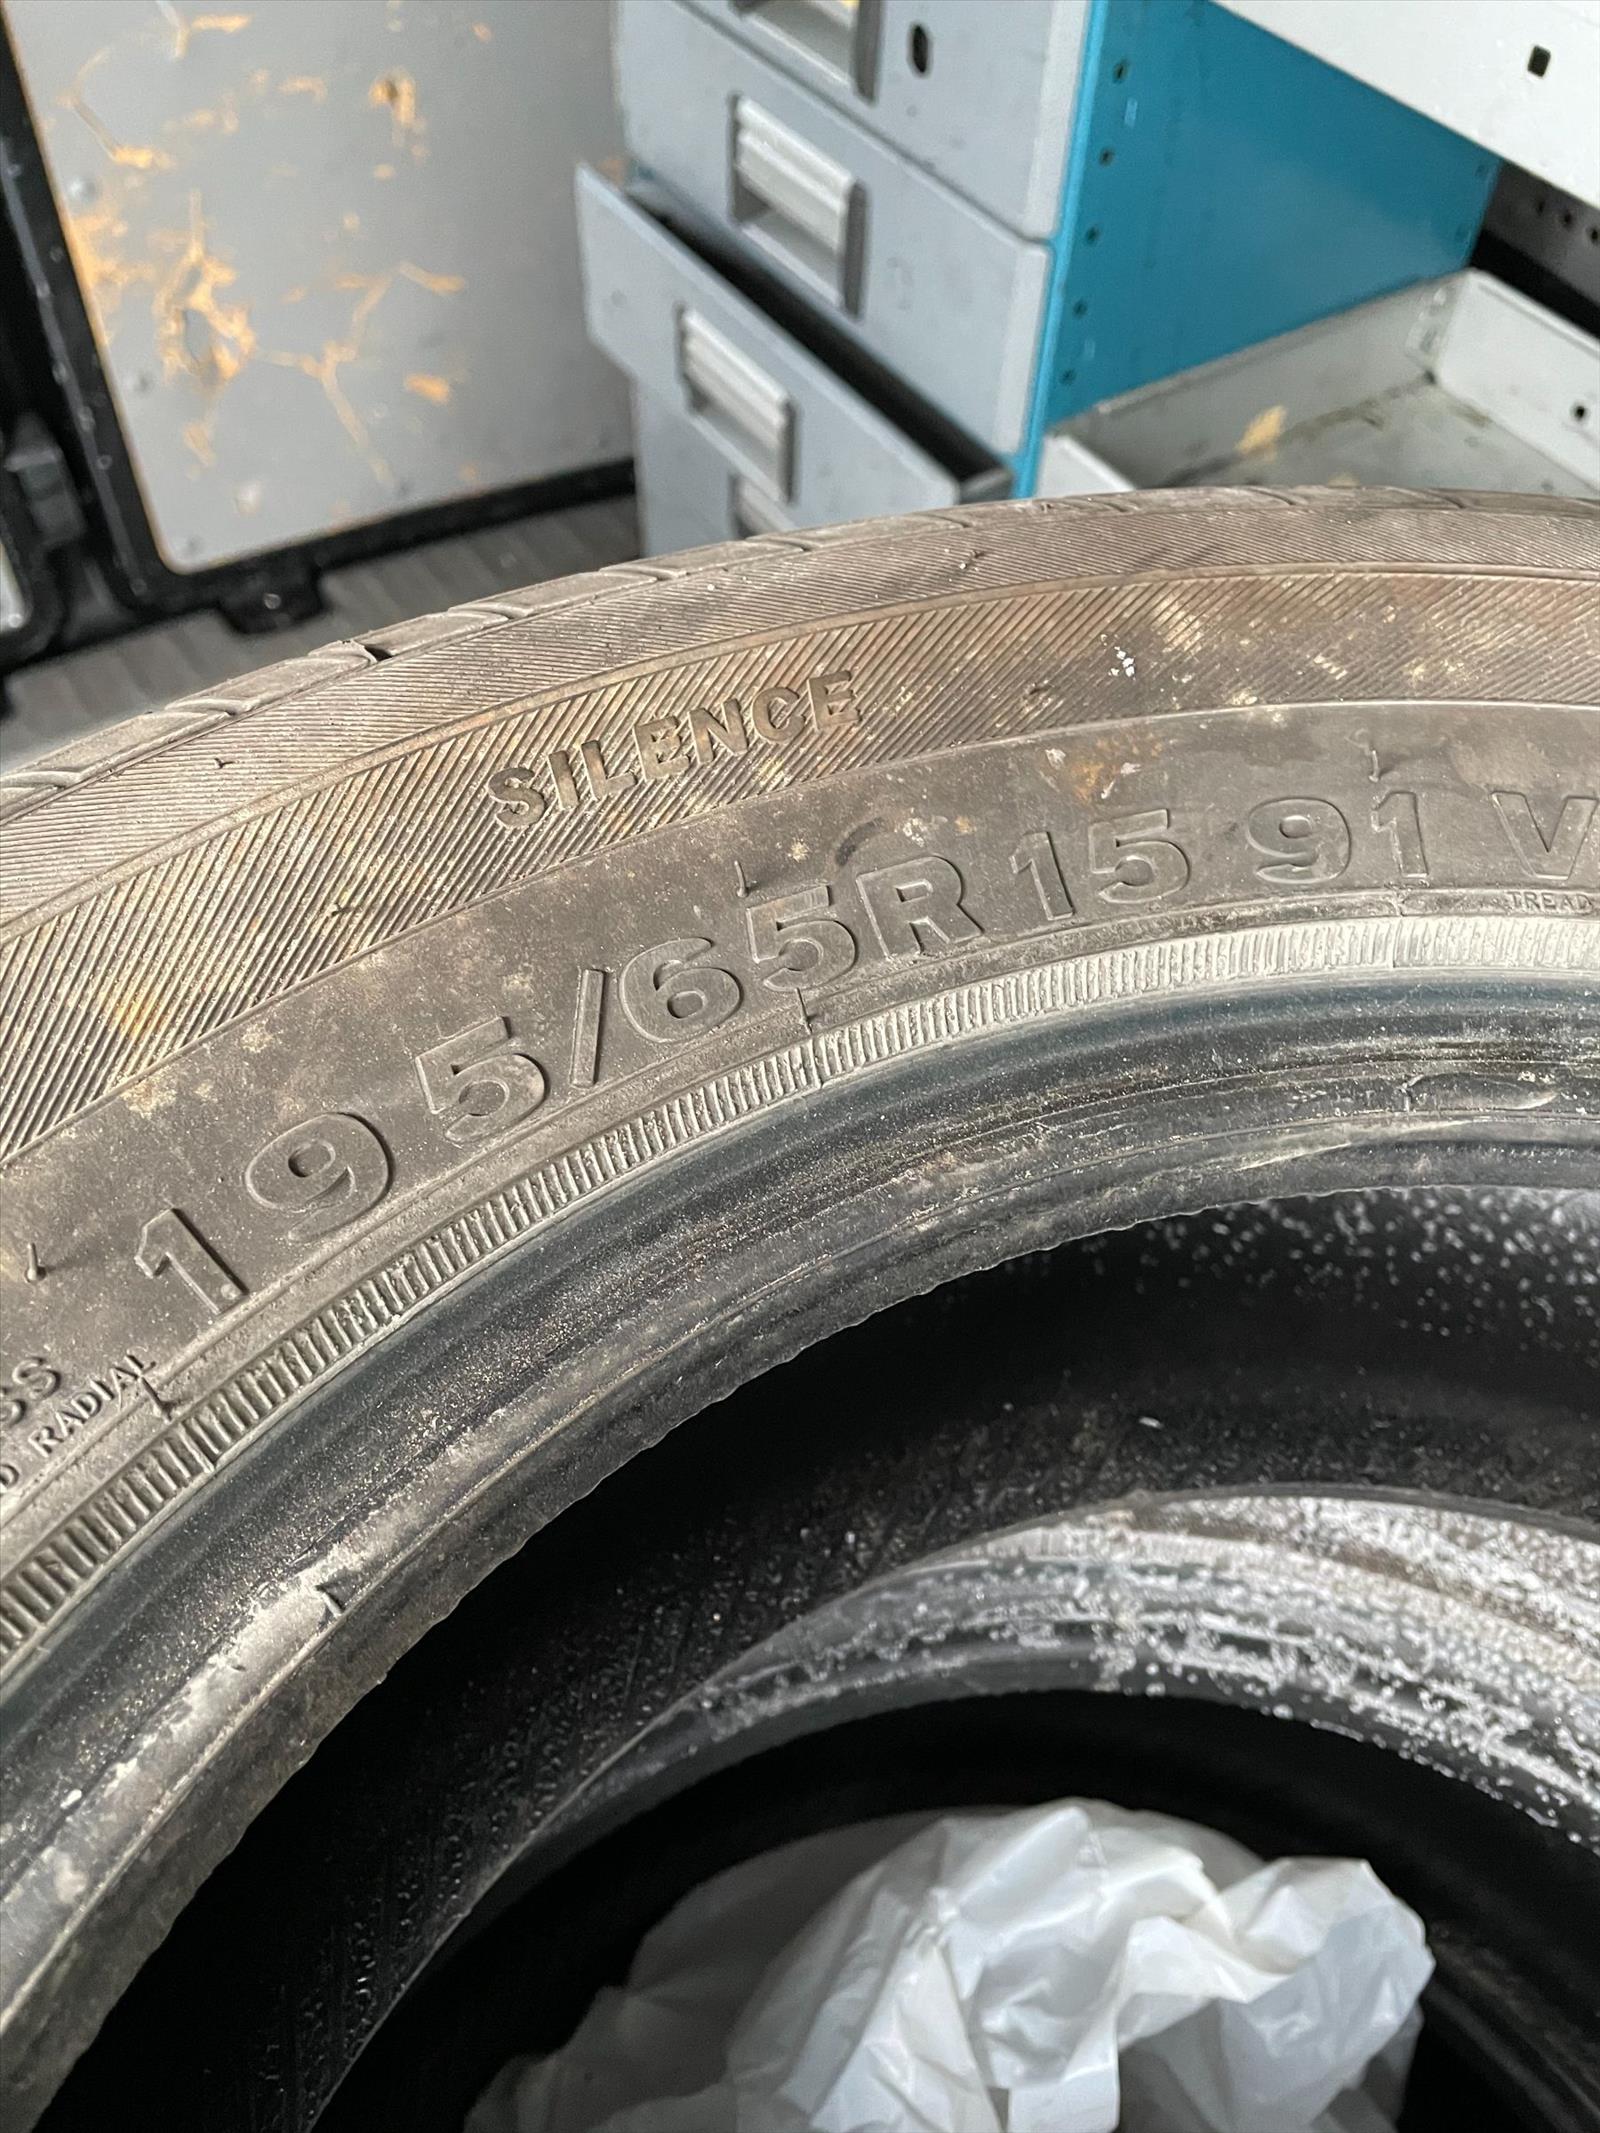 SILENCE
195/65R15 91 V
TREAD
RADIAL